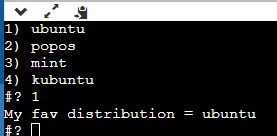 1) ubuntu
2) popos
3) mint
4) kubuntu
#? 1
My fav distribution = ubuntu
#?